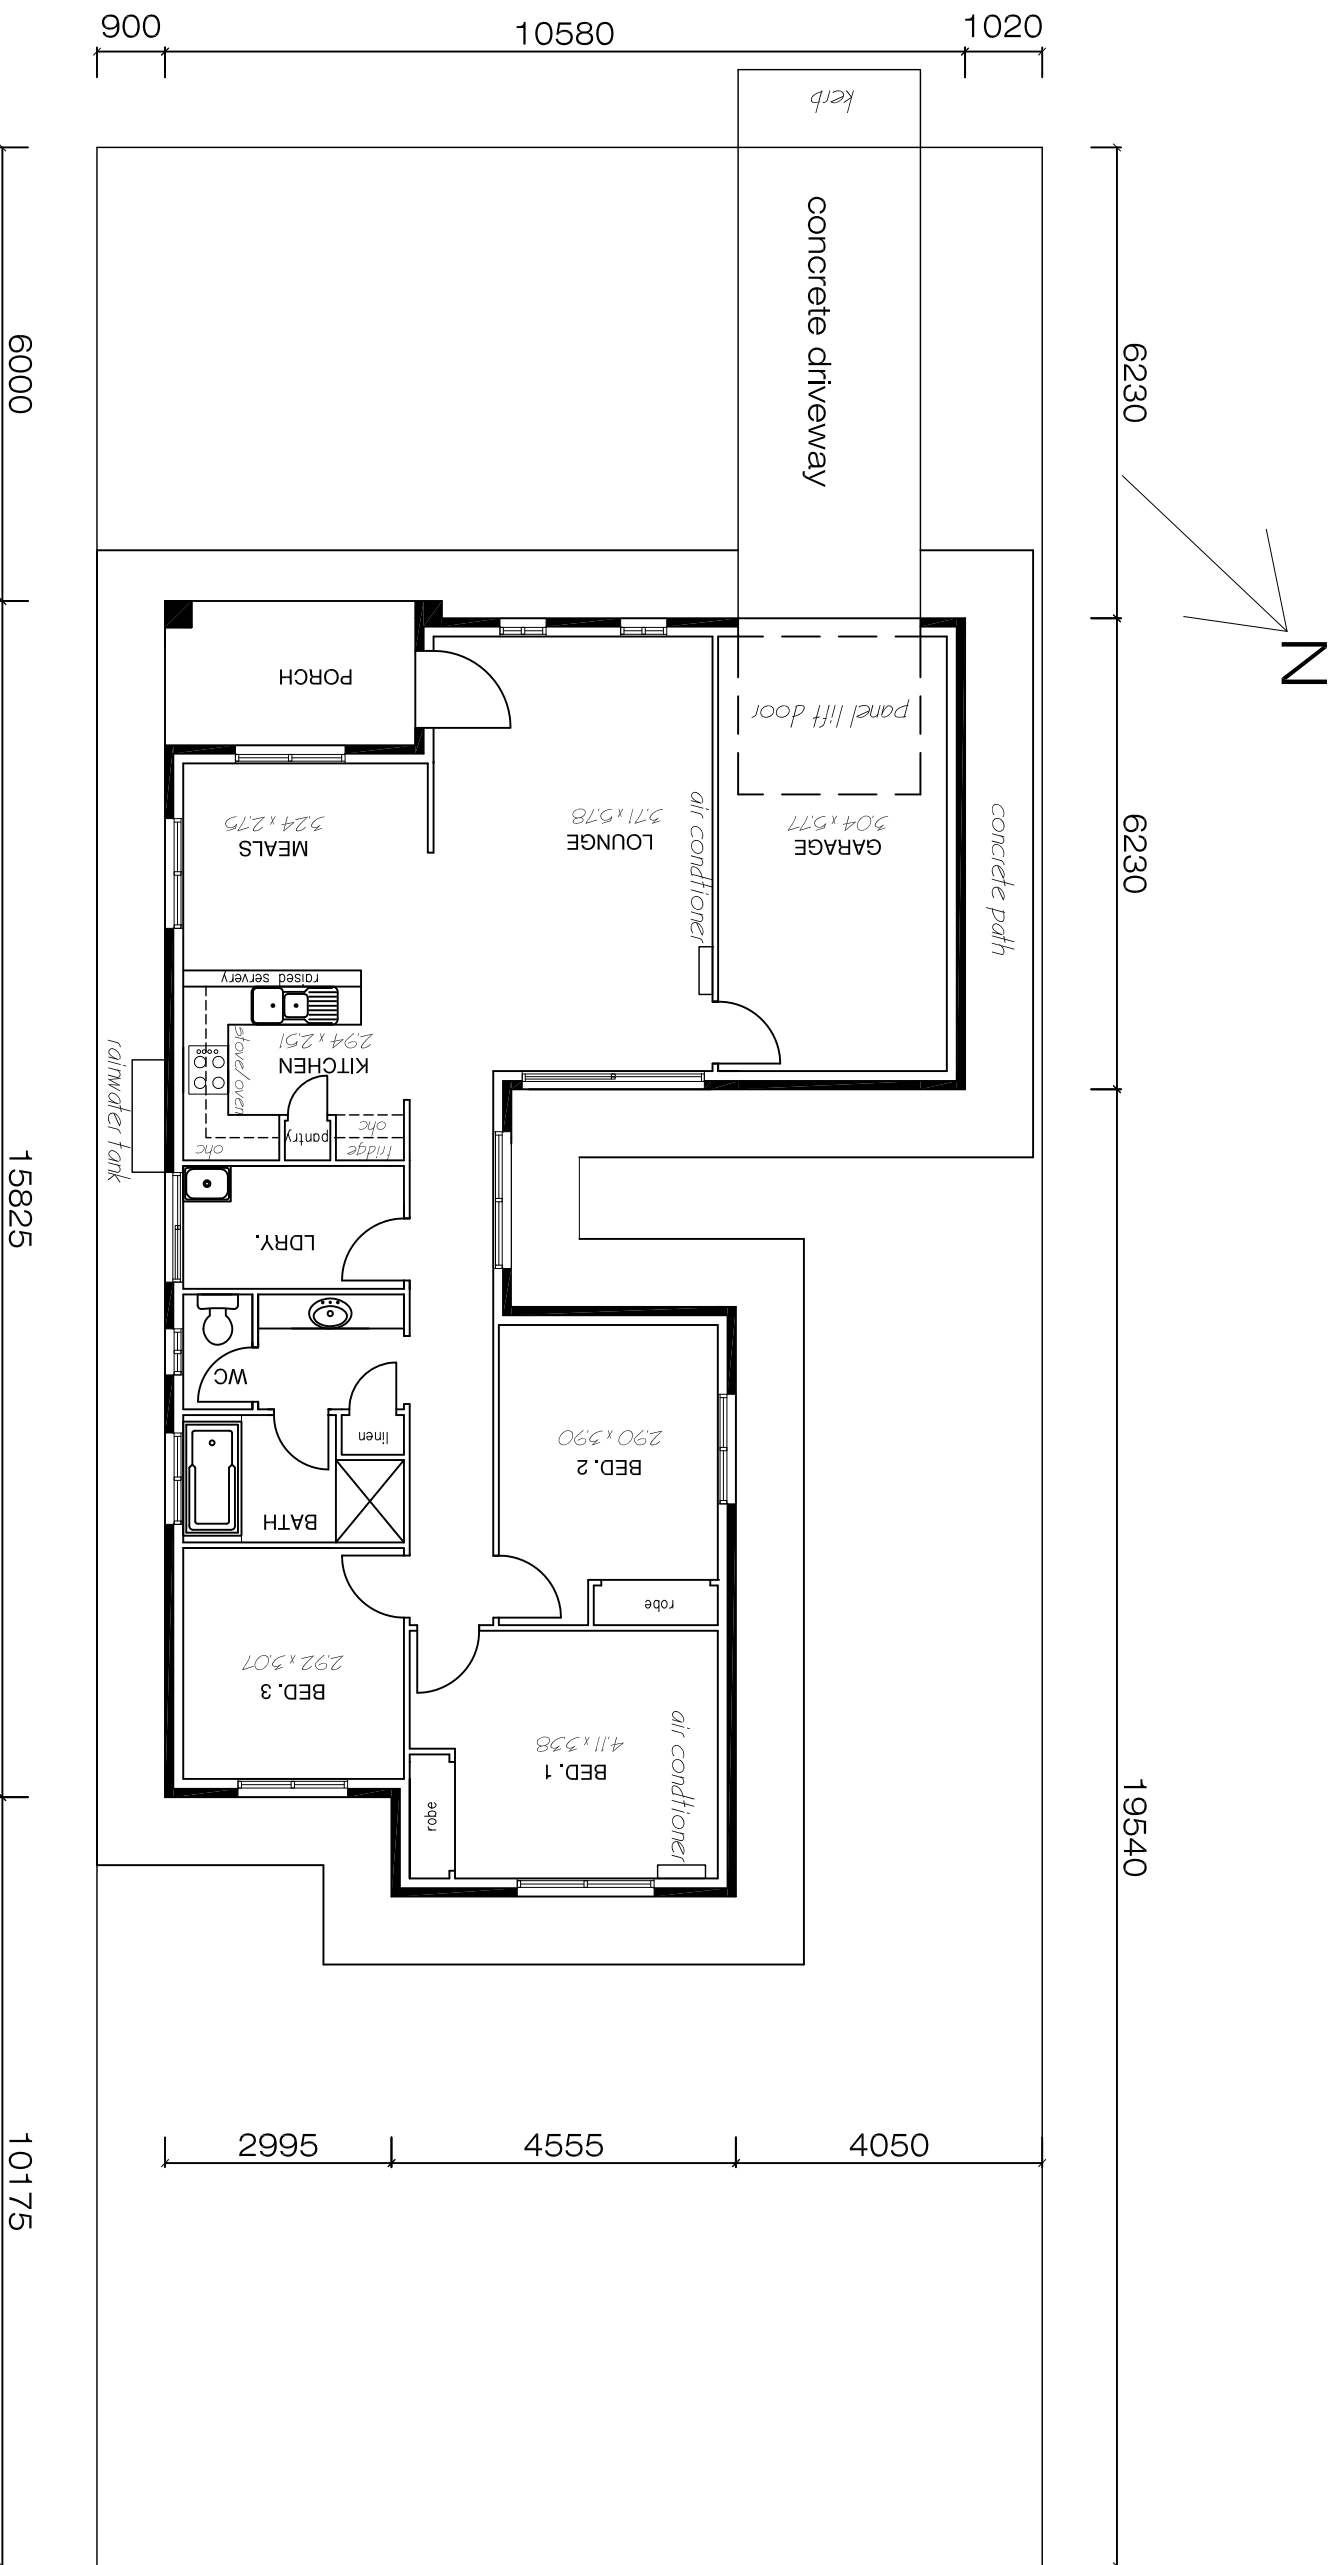 900
10580
1020
kerb
concrete driveway
6000
6230
N
PORCH
panel lift door
3.24 x 2.75
MEALS
3.71 x 5.78
LOUNGE
air condtioner
3.04 x 5.77
GARAGE
concrete path
6230
raised servery
stove/oven
2.94 x 2.51
KITCHEN
rainwater tank
ohc
pantry
ohc
fridge
15825
LDRY.
WC
linen
BATH
2.90 x 3.90
BED. 2
robe
2.92 x 3.07
BED. 3
4.11 x 3.38
BED. 1
air condtioner
robe
19540
2995
4555
4050
10175